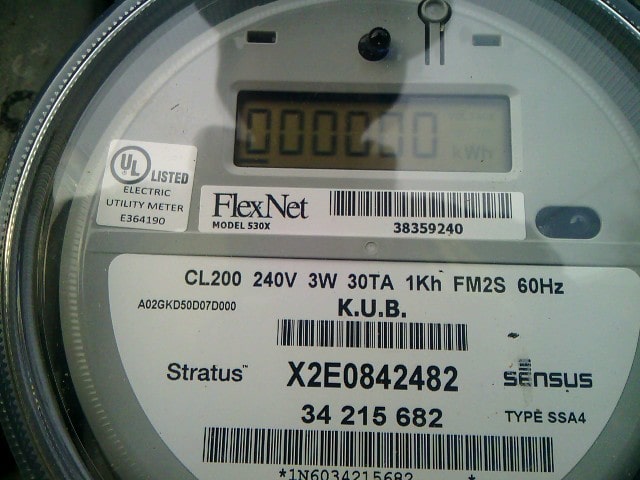 000000
kWh
UL LISTED
ELECTRIC
UTILITY METER
E364190
FlexNet
MODEL 530X
38359240
CL200 240V 3W 30TA 1Kh FM2S 60Hz
A02GKD50D07D000
K.U.B.
Stratus™ X2E0842482 sensus
34 215 682 TYPE SSA4
*1N6034215682 *